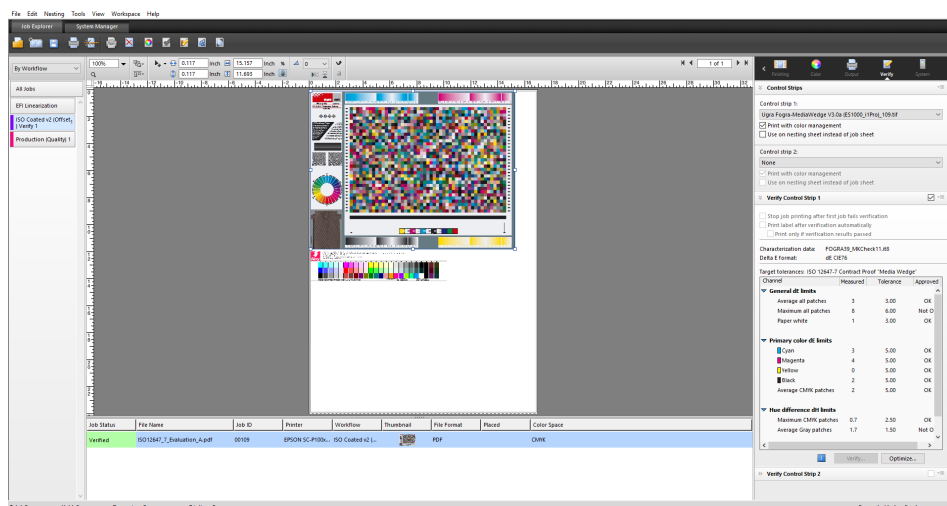 File Edit Nesting Tools View Workspace Help
Job Explorer System Manager
By Workflow
100% 0.117 Inch 15.157 Inch 0
0.117 Inch 11.693 Inch
1 of 1
Finishing Color Output Verify System
All Jobs
EFI Linearization
ISO Coated v2 (Offset)
| Verify 1
Production (Quality) 1
Control Strips
Control strip 1:
Ugra Fogra-MediaWedge V3.0a (ES1000_i1Proj_109.tif
Print with color management
Use on nesting sheet instead of job sheet
Control strip 2:
None
Print with color management
Use on nesting sheet instead of job sheet
Verify Control Strip 1
Stop job printing after first job fails verification
Print label after verification automatically
Print only if verification results passed
Characterization data: FOGRA39_MKCheck11.it8
Delta E format: dE CIE76
Target tolerances: ISO 12647-7 Contract Proof 'Media Wedge'
Channel Measured Tolerance Approved
General dE limits
Average all patches 3 3.00 OK
Maximum all patches 8 6.00 Not O
Paper white 1 3.00 OK
Primary color dE limits
Cyan 3 5.00 OK
Magenta 4 5.00 OK
Yellow 0 5.00 OK
Black 2 5.00 OK
Average CMYK patches 2 5.00 OK
Hue difference dH limits
Maximum CMYK patches 0.7 2.50 OK
Average Gray patches 1.7 1.50 Not O
Verify... Optimize...
Verify Control Strip 2
Job Status File Name Job ID Printer Workflow Thumbnail File Format Placed Color Space
Verified ISO12647_7_Evaluation_A.pdf 00109 EPSON SC-P100x... ISO Coated v2 (... PDF CMYK